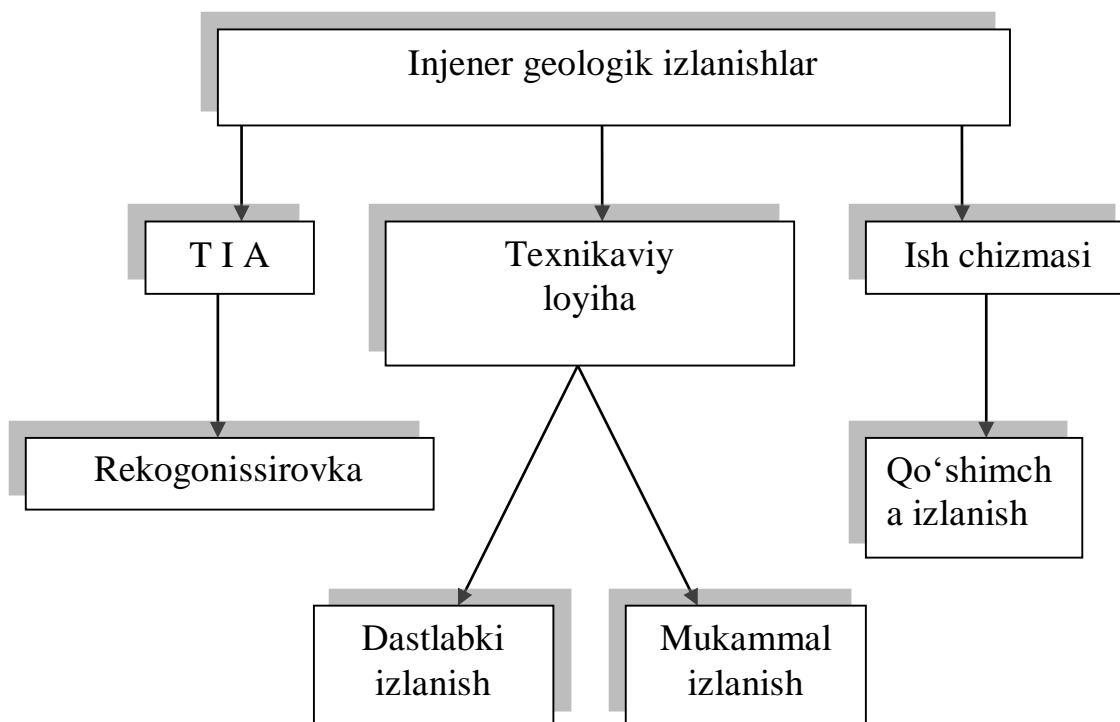 Injener geologik izlanishlar
T I A
Texnikaviy
loyiha
Ish chizmasi
Rekogonissirovka
Qo‘shimch
a izlanish
Dastlabki
izlanish
Mukammal
izlanish